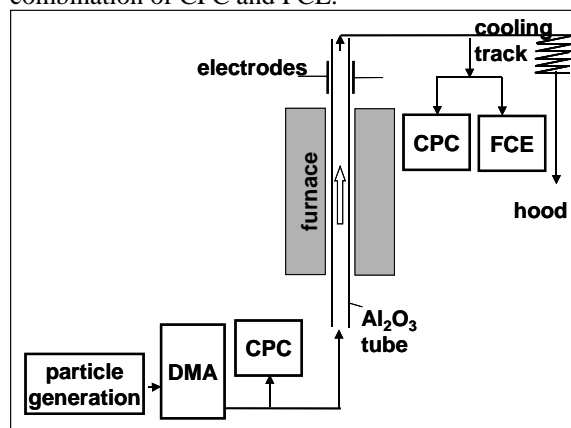 combination of CPC and FCE.
cooling
track
electrodes
CPC
FCE
furnace
hood
Al₂O₃
tube
CPC
DMA
particle
generation